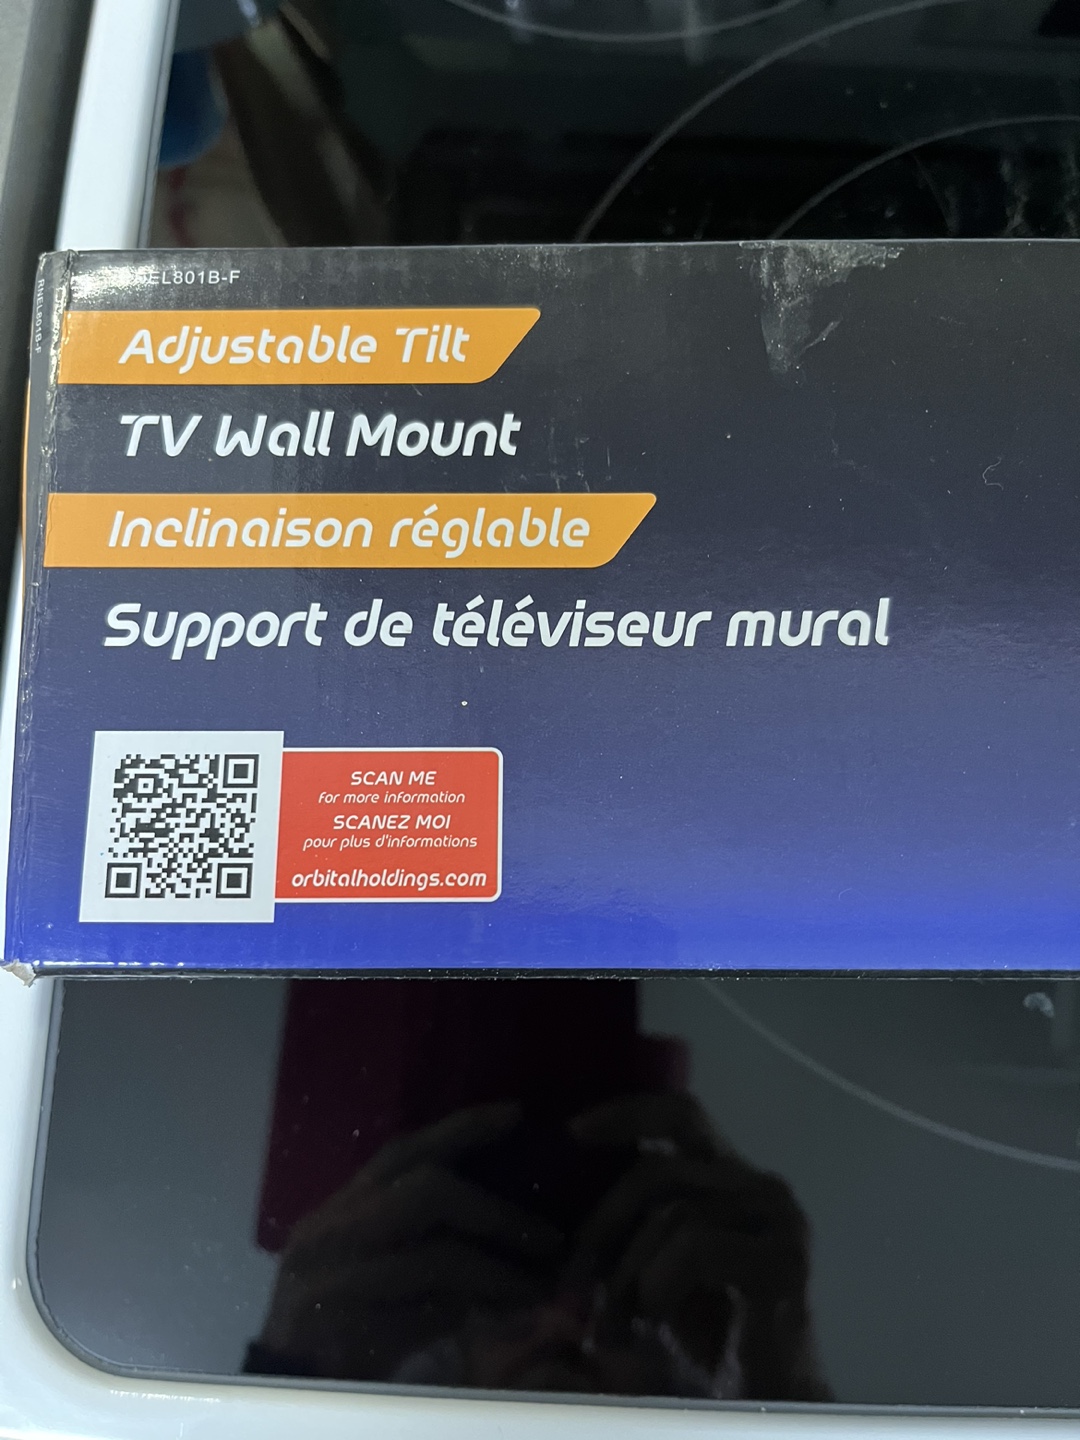 EL801B-F
Adjustable Tilt
TV Wall Mount
Inclinaison réglable
Support de téléviseur mural
SCAN ME
for more information
SCANEZ MOI
pour plus d'informations
orbitalholdings.com